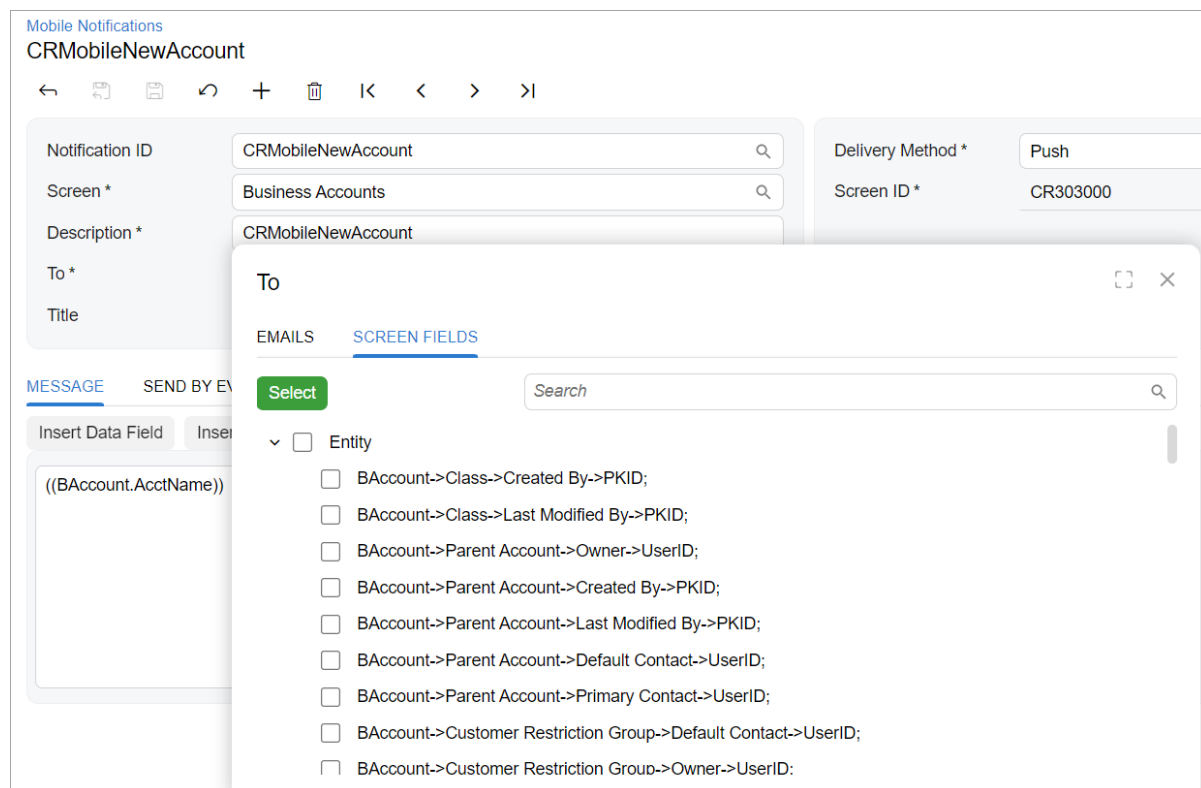 Mobile Notifications
CRMobileNewAccount
Notification ID CRMobileNewAccount Delivery Method * Push
Screen * Business Accounts Screen ID * CR303000
Description * CRMobileNewAccount
To *
Title
To
EMAILS SCREEN FIELDS
MESSAGE SEND BY EV
Select Search
Insert Data Field Inser
Entity
((BAccount.AcctName))
BAccount->Class->Created By->PKID;
BAccount->Class->Last Modified By->PKID;
BAccount->Parent Account->Owner->UserID;
BAccount->Parent Account->Created By->PKID;
BAccount->Parent Account->Last Modified By->PKID;
BAccount->Parent Account->Default Contact->UserID;
BAccount->Parent Account->Primary Contact->UserID;
BAccount->Customer Restriction Group->Default Contact->UserID;
BAccount->Customer Restriction Group->Owner->UserID;